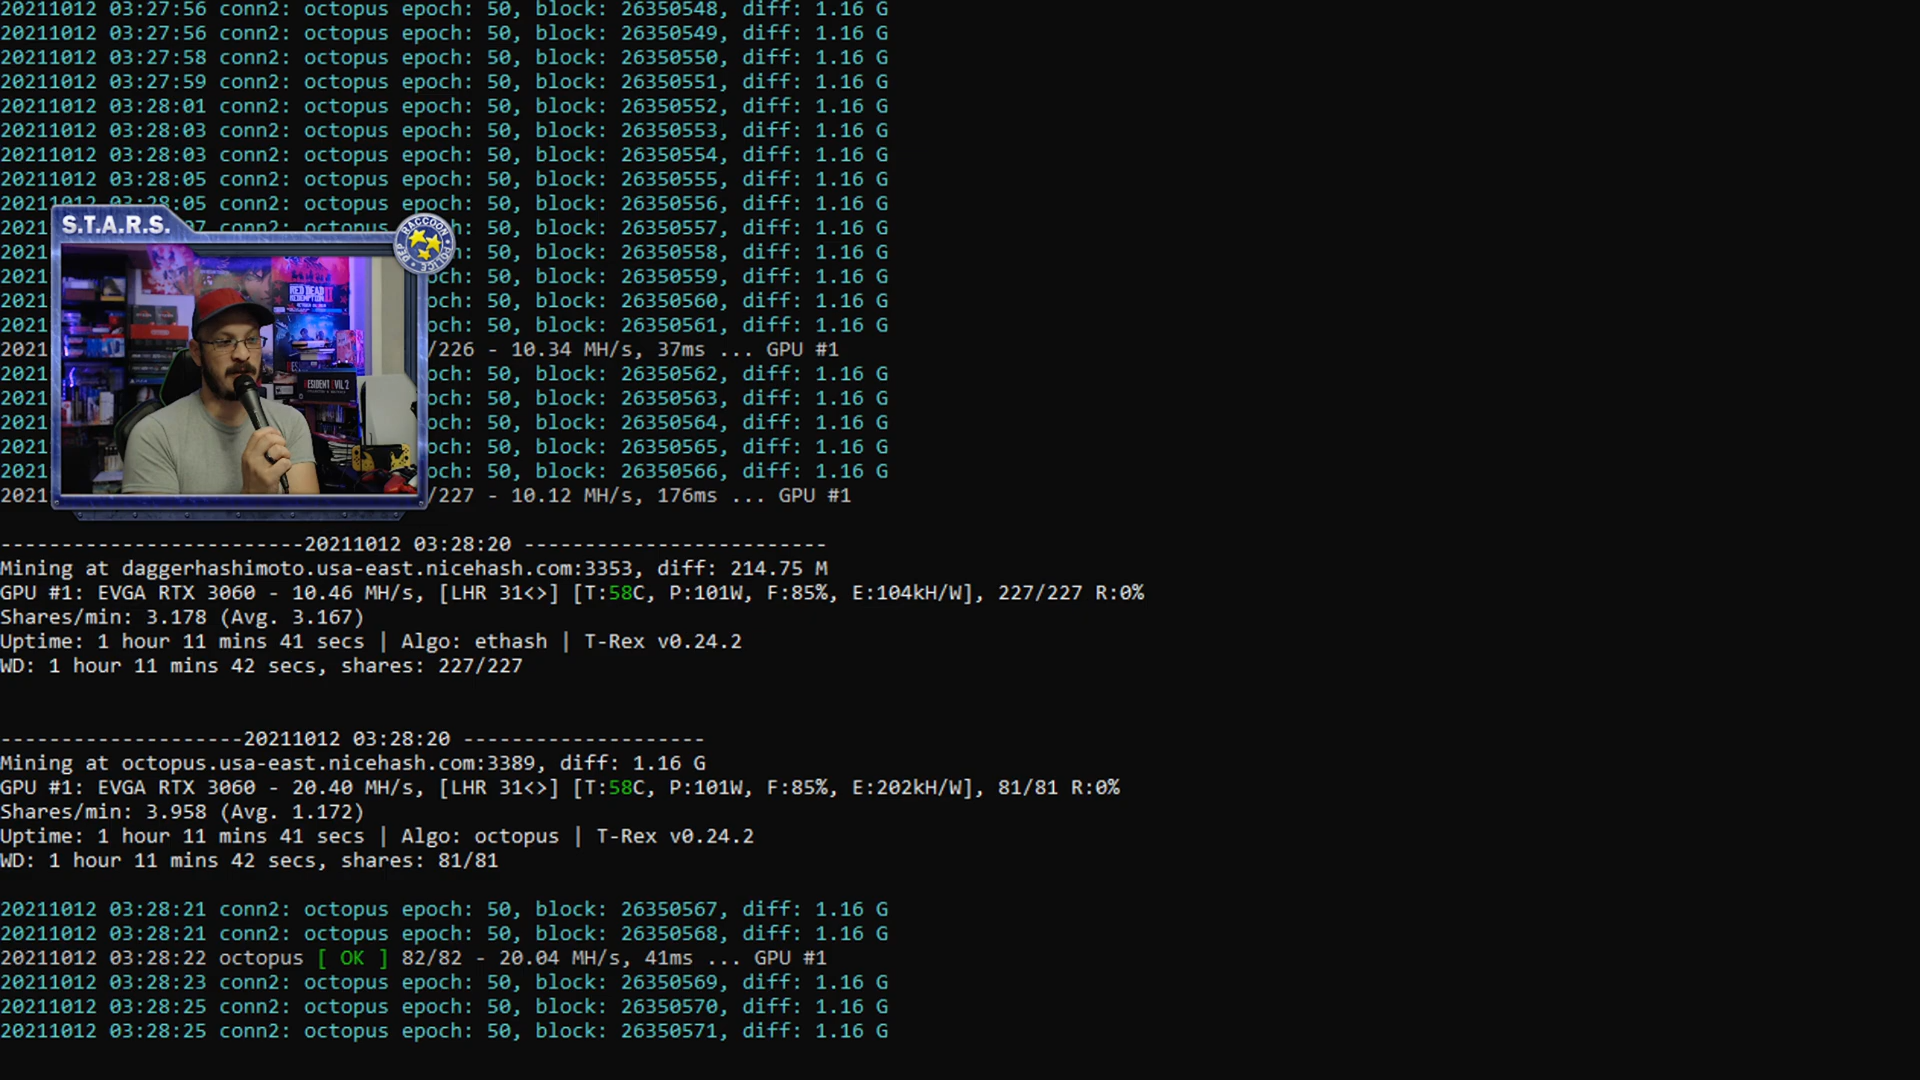 20211012 03:27:56 conn2: octopus epoch: 50, block: 26350548, diff: 1.16 G
20211012 03:27:56 conn2: octopus epoch: 50, block: 26350549, diff: 1.16 G
20211012 03:27:58 conn2: octopus epoch: 50, block: 26350550, diff: 1.16 G
20211012 03:27:59 conn2: octopus epoch: 50, block: 26350551, diff: 1.16 G
20211012 03:28:01 conn2: octopus epoch: 50, block: 26350552, diff: 1.16 G
20211012 03:28:03 conn2: octopus epoch: 50, block: 26350553, diff: 1.16 G
20211012 03:28:03 conn2: octopus epoch: 50, block: 26350554, diff: 1.16 G
20211012 03:28:05 conn2: octopus epoch: 50, block: 26350555, diff: 1.16 G
20211012 03:28:05 conn2: octopus epoch: 50, block: 26350556, diff: 1.16 G
2021 7 conn2: octopus epoch: 50, block: 26350557, diff: 1.16 G
S.T.A.R.S.
RACCOON POLICE DEP
2021 och: 50, block: 26350558, diff: 1.16 G
2021 och: 50, block: 26350559, diff: 1.16 G
RED DEAD
REDEMPTION II
2021 och: 50, block: 26350560, diff: 1.16 G
2021 och: 50, block: 26350561, diff: 1.16 G
2021 /226 - 10.34 MH/s, 37ms ... GPU #1
2021 och: 50, block: 26350562, diff: 1.16 G
RESIDENT EVIL 2
2021 och: 50, block: 26350563, diff: 1.16 G
2021 och: 50, block: 26350564, diff: 1.16 G
2021 och: 50, block: 26350565, diff: 1.16 G
2021 och: 50, block: 26350566, diff: 1.16 G
2021 /227 - 10.12 MH/s, 176ms ... GPU #1
-------------------------20211012 03:28:20 -------------------------
Mining at daggerhashimoto.usa-east.nicehash.com:3353, diff: 214.75 M
GPU #1: EVGA RTX 3060 - 10.46 MH/s, [LHR 31<>] [T:58C, P:101W, F:85%, E:104kH/W], 227/227 R:0%
Shares/min: 3.178 (Avg. 3.167)
Uptime: 1 hour 11 mins 41 secs | Algo: ethash | T-Rex v0.24.2
WD: 1 hour 11 mins 42 secs, shares: 227/227
--------------------20211012 03:28:20 --------------------
Mining at octopus.usa-east.nicehash.com:3389, diff: 1.16 G
GPU #1: EVGA RTX 3060 - 20.40 MH/s, [LHR 31<>] [T:58C, P:101W, F:85%, E:202kH/W], 81/81 R:0%
Shares/min: 3.958 (Avg. 1.172)
Uptime: 1 hour 11 mins 41 secs | Algo: octopus | T-Rex v0.24.2
WD: 1 hour 11 mins 42 secs, shares: 81/81
20211012 03:28:21 conn2: octopus epoch: 50, block: 26350567, diff: 1.16 G
20211012 03:28:21 conn2: octopus epoch: 50, block: 26350568, diff: 1.16 G
20211012 03:28:22 octopus [ OK ] 82/82 - 20.04 MH/s, 41ms ... GPU #1
20211012 03:28:23 conn2: octopus epoch: 50, block: 26350569, diff: 1.16 G
20211012 03:28:25 conn2: octopus epoch: 50, block: 26350570, diff: 1.16 G
20211012 03:28:25 conn2: octopus epoch: 50, block: 26350571, diff: 1.16 G